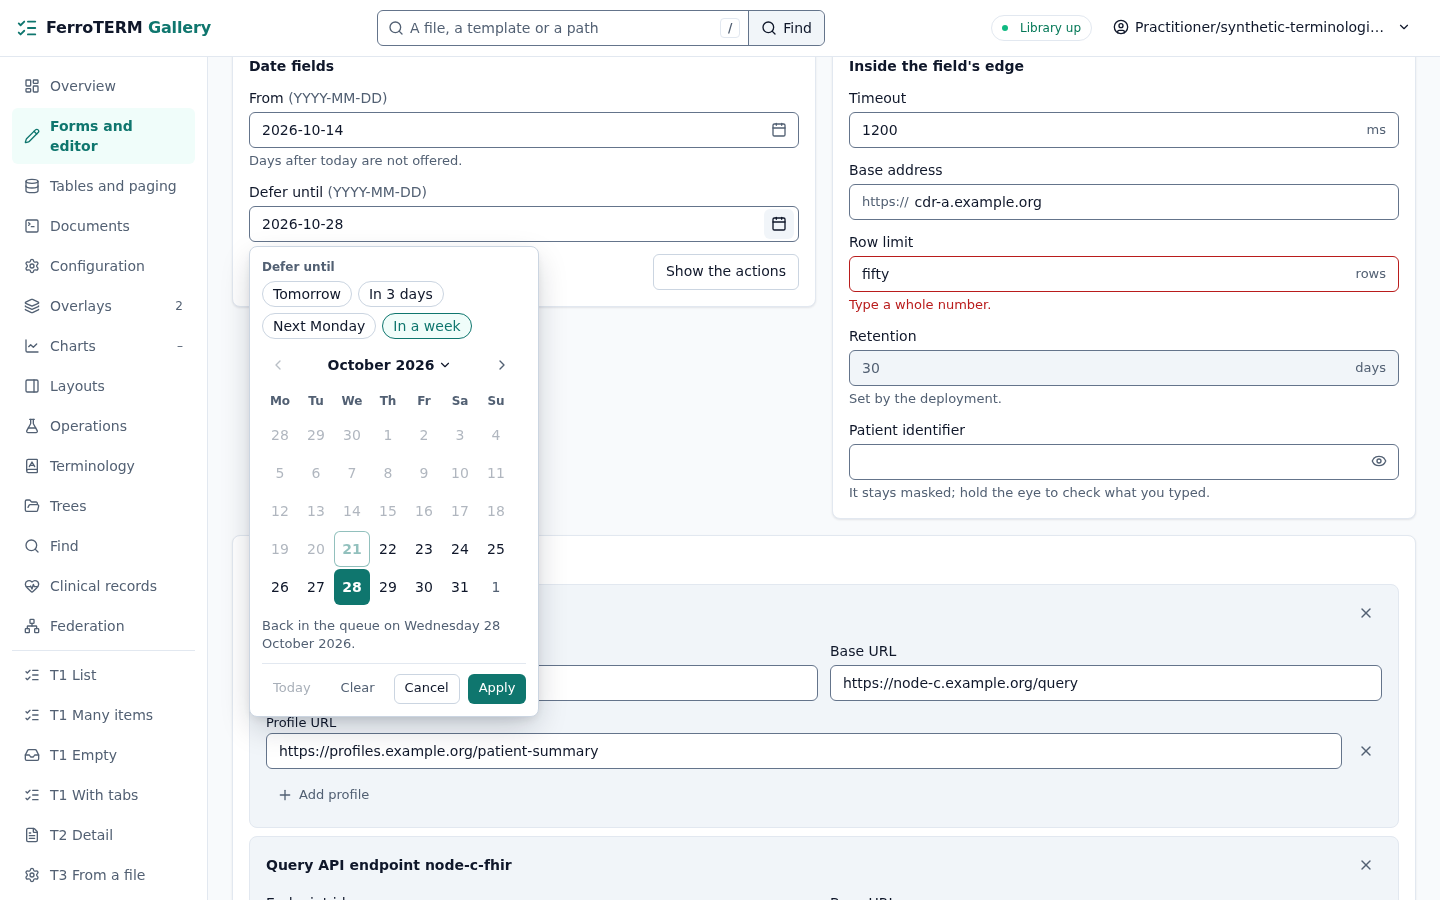 FerroTERM Gallery
A file, a template or a path
/
Find
Library up
Practitioner/synthetic-terminologi...
Overview
Forms and
editor
Tables and paging
Documents
Configuration
Overlays 2
Charts –
Layouts
Operations
Terminology
Trees
Find
Clinical records
Federation
T1 List
T1 Many items
T1 Empty
T1 With tabs
T2 Detail
T3 From a file
Date fields
From (YYYY-MM-DD)
2026-10-14
Days after today are not offered.
Defer until (YYYY-MM-DD)
2026-10-28
Show the actions
Defer until
Tomorrow In 3 days
Next Monday In a week
October 2026
Mo Tu We Th Fr Sa Su
28 29 30 1 2 3 4
5 6 7 8 9 10 11
12 13 14 15 16 17 18
19 20 21 22 23 24 25
26 27 28 29 30 31 1
Back in the queue on Wednesday 28
October 2026.
Today Clear Cancel Apply
Inside the field's edge
Timeout
1200 ms
Base address
https:// cdr-a.example.org
Row limit
fifty rows
Type a whole number.
Retention
30 days
Set by the deployment.
Patient identifier
It stays masked; hold the eye to check what you typed.
Base URL
https://node-c.example.org/query
Profile URL
https://profiles.example.org/patient-summary
Add profile
Query API endpoint node-c-fhir